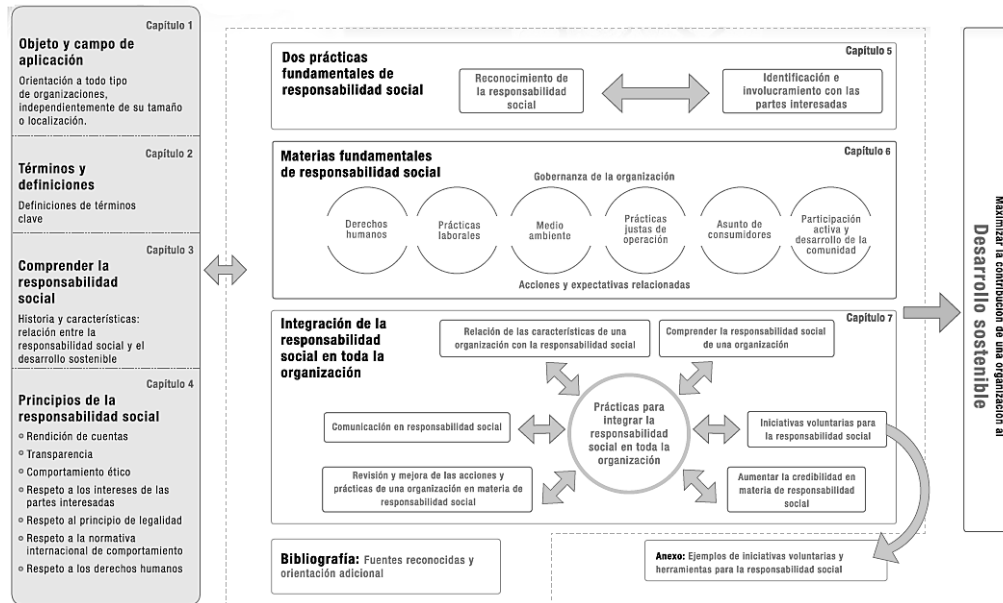 Capítulo 1
Objeto y campo de
aplicación
Orientación a todo tipo
de organizaciones,
independientemente de su tamaño
o localización.
Capítulo 2
Términos y
definiciones
Definiciones de términos
clave
Capítulo 3
Comprender la
responsabilidad
social
Historia y características:
relación entre la
responsabilidad social y el
desarrollo sostenible
Capítulo 4
Principios de la
responsabilidad social
Rendición de cuentas
Transparencia
Comportamiento ético
Respeto a los intereses de las
partes interesadas
Respeto al principio de legalidad
Respeto a la normativa
internacional de comportamiento
Respeto a los derechos humanos
Capítulo 5
Dos prácticas
fundamentales de
responsabilidad social
Reconocimiento de
la responsabilidad
social
Identificación e
involucramiento con las
partes interesadas
Capítulo 6
Materias fundamentales
de responsabilidad social
Gobernanza de la organización
Derechos
humanos
Prácticas
laborales
Medio
ambiente
Prácticas
justas de
operación
Asunto de
consumidores
Participación
activa y
desarrollo de la
comunidad
Acciones y expectativas relacionadas
Capítulo 7
Integración de la
responsabilidad
social en toda la
organización
Relación de las características de una
organización con la responsabilidad social
Comprender la responsabilidad social
de una organización
Prácticas para
integrar la
responsabilidad
social en toda la
organización
Comunicación en responsabilidad social
Iniciativas voluntarias para
la responsabilidad social
Revisión y mejora de las acciones y
prácticas de una organización en materia de
responsabilidad social
Aumentar la credibilidad en
materia de responsabilidad
social
Bibliografía: Fuentes reconocidas y
orientación adicional
Anexo: Ejemplos de iniciativas voluntarias y
herramientas para la responsabilidad social
Maximizar la contribución de una organización al
Desarrollo sostenible